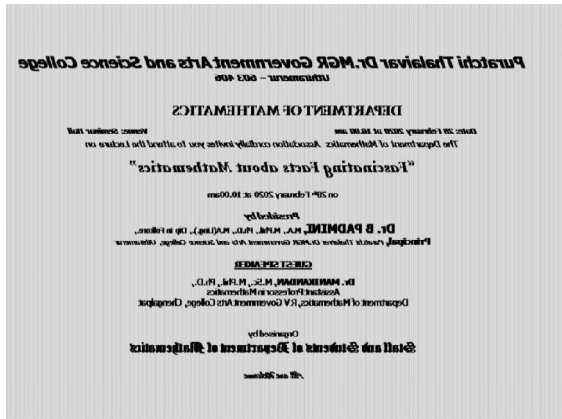 Puratchi Thalaivar Dr.MGR Government Arts and Science College
Uthiramerur – 603 406
DEPARTMENT OF MATHEMATICS
Date: 28 February 2020 at 10.00 am Venue: Seminar Hall
The Department of Mathematics Association cordially invites you to attend the Lecture on
“Fascinating Facts about Mathematics”
on 28th February 2020 at 10.00am
Presided by
Dr. B PADMINI, M.A., M.Phil., Ph.D., M.A(Ling.)., Dip in Folkore.,
Principal, Puratchi Thalaivar Dr.MGR Government Arts and Science College, Uthiramerur
GUEST SPEAKER
Dr. MANIKANDAN, M.Sc., M.Phil., Ph.D.,
Assistant Professor in Mathematics
Department of Mathematics, R.V Government Arts College, Chengalpat
Organised by
Staff and Students of Department of Mathematics
All are Welcome